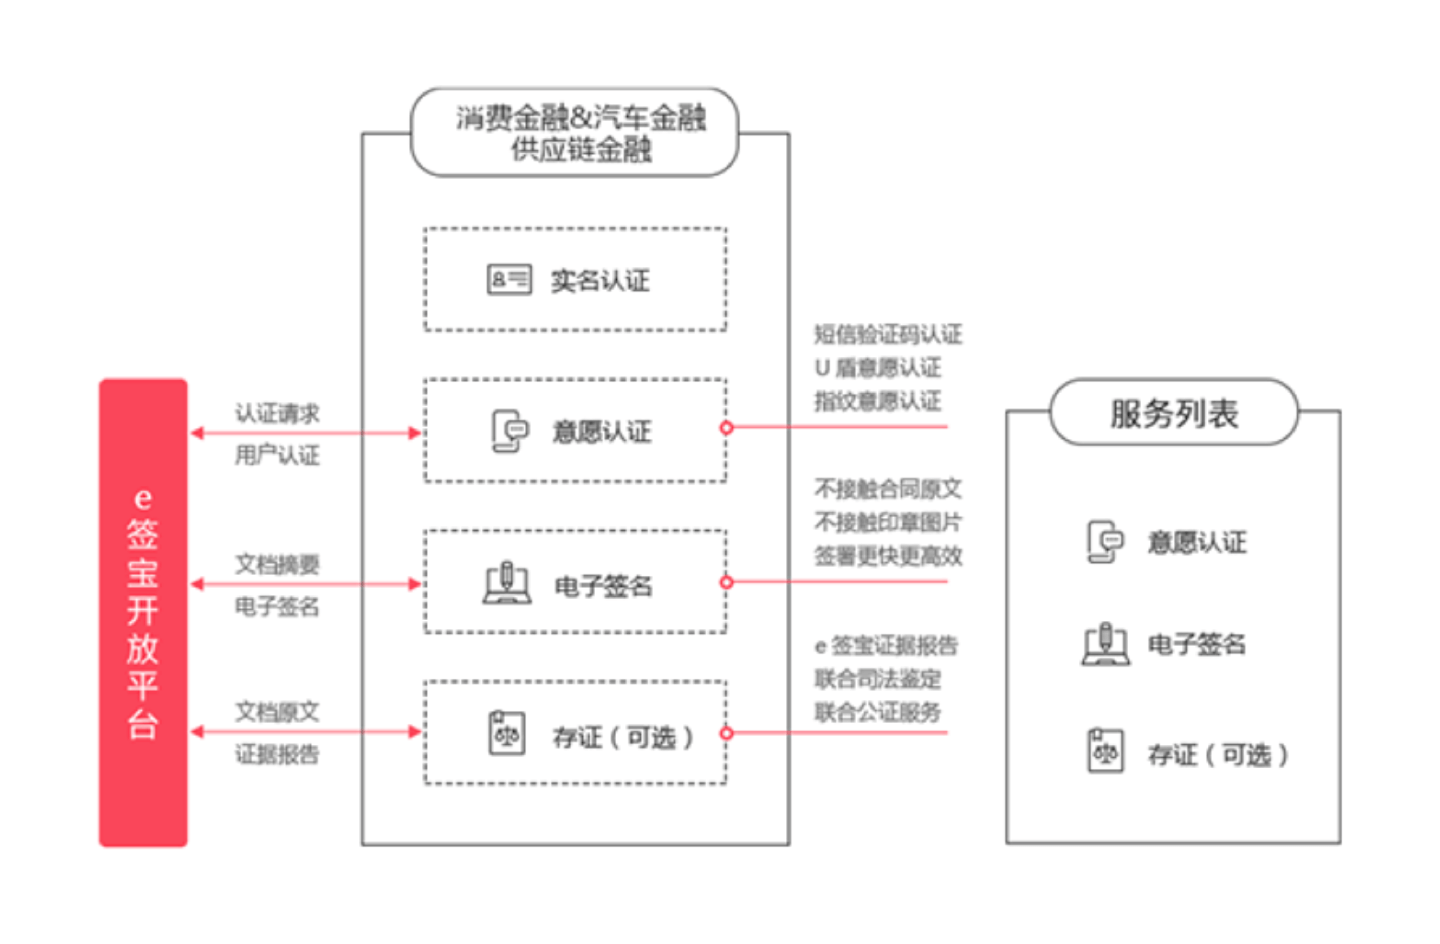 消费金融&汽车金融
供应链金融
实名认证
意愿认证
电子签名
存证（可选）
e签宝开放平台
认证请求
用户认证
文档摘要
电子签名
文档原文
证据报告
短信验证码认证
U 盾意愿认证
指纹意愿认证
不接触合同原文
不接触印章图片
签署更快更高效
e 签宝证据报告
联合司法鉴定
联合公证服务
服务列表
意愿认证
电子签名
存证（可选）